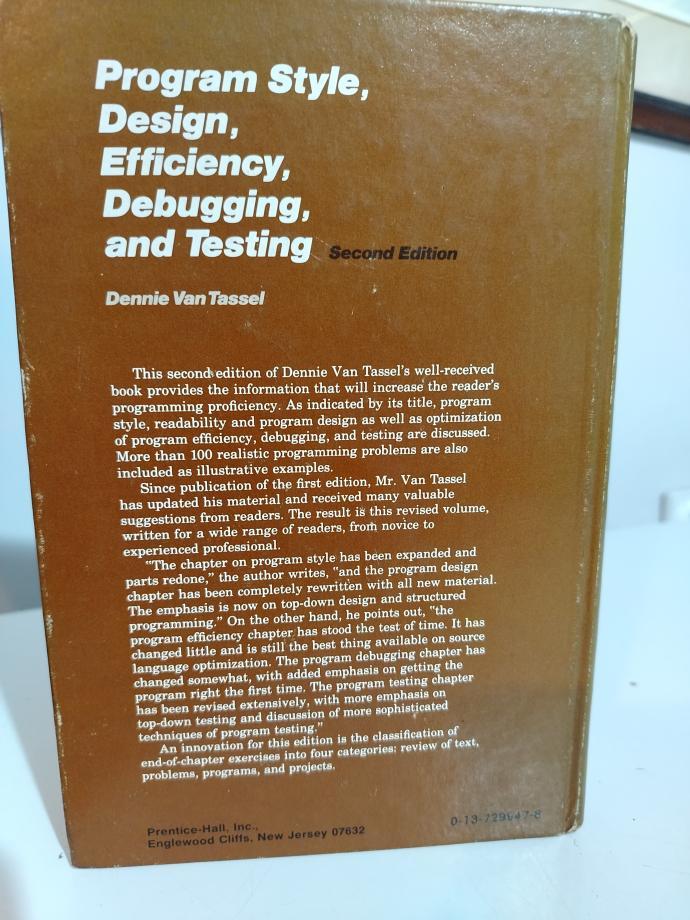 Program Style,
Design,
Efficiency,
Debugging,
and Testing Second Edition
Dennie Van Tassel
This second edition of Dennie Van Tassel's well-received
book provides the information that will increase the reader's
programming proficiency. As indicated by its title, program
style, readability and program design as well as optimization
of program efficiency, debugging, and testing are discussed.
More than 100 realistic programming problems are also
included as illustrative examples.
Since publication of the first edition, Mr. Van Tassel
has updated his material and received many valuable
suggestions from readers. The result is this revised volume,
written for a wide range of readers, from novice to
experienced professional.
"The chapter on program style has been expanded and
parts redone," the author writes, "and the program design
chapter has been completely rewritten with all new material.
The emphasis is now on top-down design and structured
programming." On the other hand, he points out, "the
program efficiency chapter has stood the test of time. It has
changed little and is still the best thing available on source
language optimization. The program debugging chapter has
changed somewhat, with added emphasis on getting the
program right the first time. The program testing chapter
has been revised extensively, with more emphasis on
top-down testing and discussion of more sophisticated
techniques of program testing."
An innovation for this edition is the classification of
end-of-chapter exercises into four categories: review of text,
problems, programs, and projects.
Prentice-Hall, Inc.,
Englewood Cliffs, New Jersey 07632
0-13-729947-8